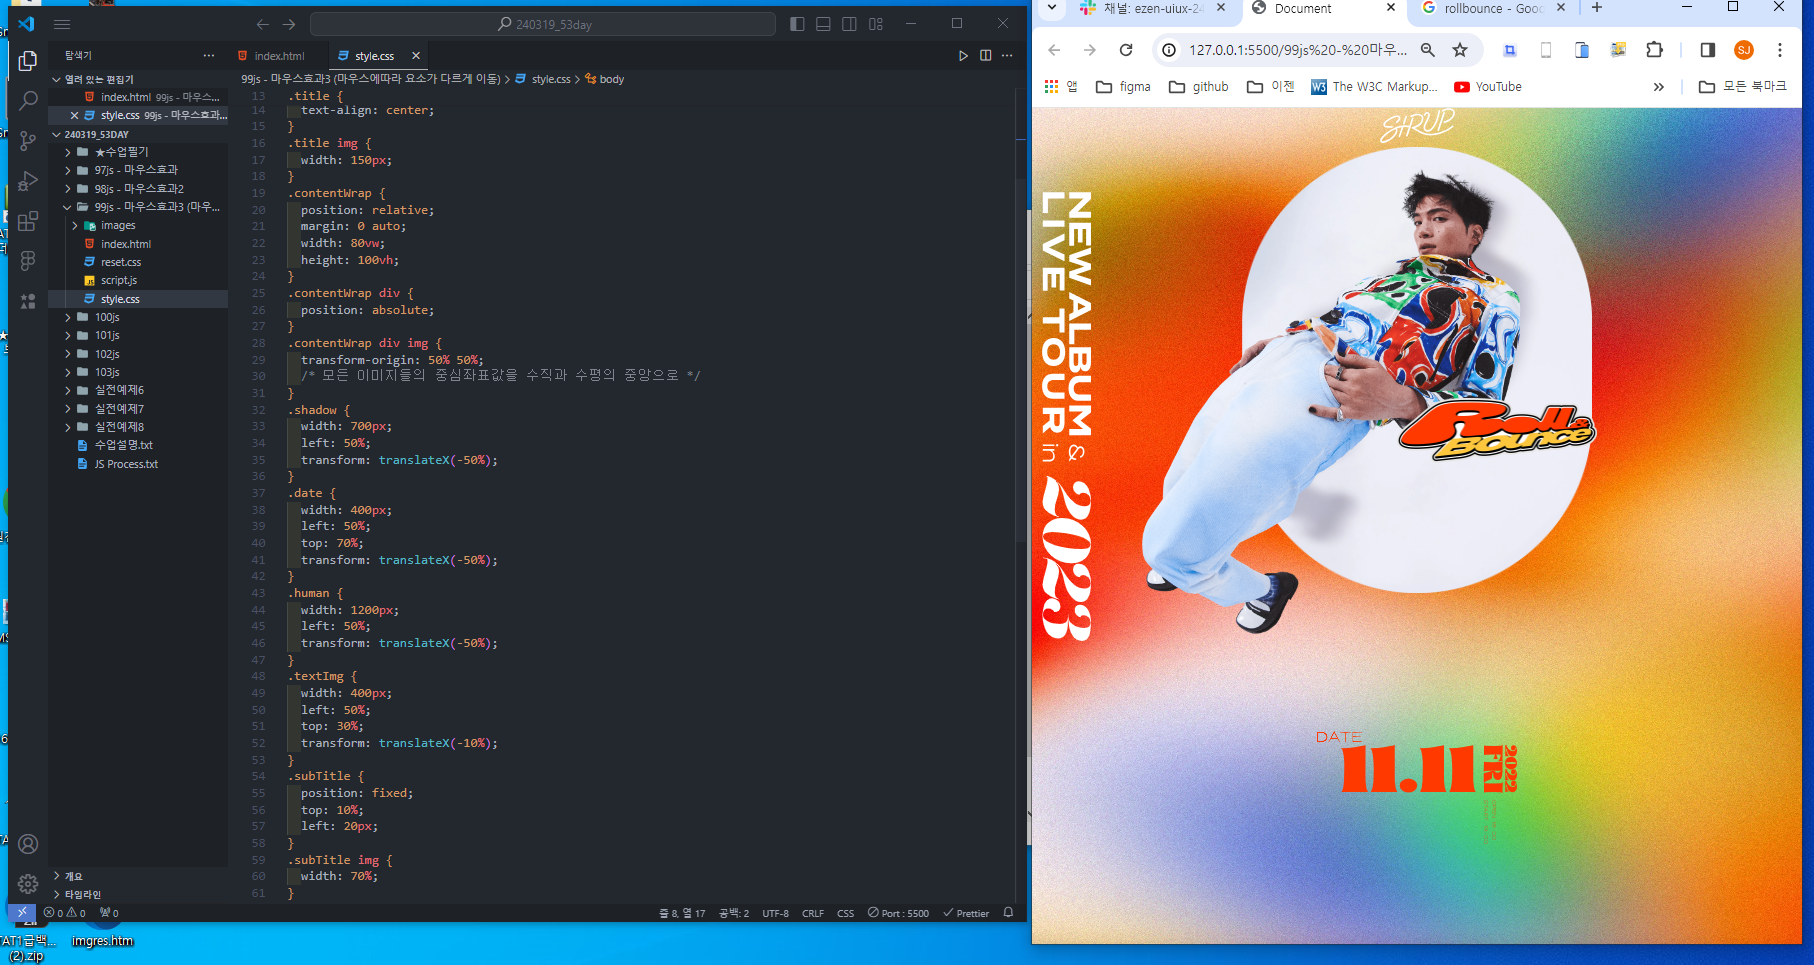 240319_53day
탐색기
index.html
style.css
열려 있는 편집기
index.html 99js - 마우스...
style.css 99js - 마우스효과...
240319_53DAY
★수업필기
97js - 마우스효과
98js - 마우스효과2
99js - 마우스효과3 (마우...
images
index.html
reset.css
script.js
style.css
100js
101js
102js
103js
실전예제6
실전예제7
실전예제8
수업설명.txt
JS Process.txt
개요
타임라인
99js - 마우스효과3 (마우스에따라 요소가 다르게 이동) > style.css > body
13 .title {
14 text-align: center;
15 }
16 .title img {
17 width: 150px;
18 }
19 .contentWrap {
20 position: relative;
21 margin: 0 auto;
22 width: 80vw;
23 height: 100vh;
24 }
25 .contentWrap div {
26 position: absolute;
27 }
28 .contentWrap div img {
29 transform-origin: 50% 50%;
30 /* 모든 이미지들의 중심좌표값을 수직과 수평의 중앙으로 */
31 }
32 .shadow {
33 width: 700px;
34 left: 50%;
35 transform: translateX(-50%);
36 }
37 .date {
38 width: 400px;
39 left: 50%;
40 top: 70%;
41 transform: translateX(-50%);
42 }
43 .human {
44 width: 1200px;
45 left: 50%;
46 transform: translateX(-50%);
47 }
48 .textImg {
49 width: 400px;
50 left: 50%;
51 top: 30%;
52 transform: translateX(-10%);
53 }
54 .subTitle {
55 position: fixed;
56 top: 10%;
57 left: 20px;
58 }
59 .subTitle img {
60 width: 70%;
61 }
0 0 0
줄 8, 열 17 공백: 2 UTF-8 CRLF CSS Port : 5500 Prettier
(2).zip
imgres.htm
채널: ezen-uiux-24
Document
rollbounce - Goo
127.0.0.1:5500/99js%20-%20마우...
SJ
앱 figma github 이젠 The W3C Markup... YouTube » 모든 북마크
SIRUP
NEW ALBUM &
LIVE TOUR in
2023
Roll &
Bounce
DATE
11.11
FRI
2022